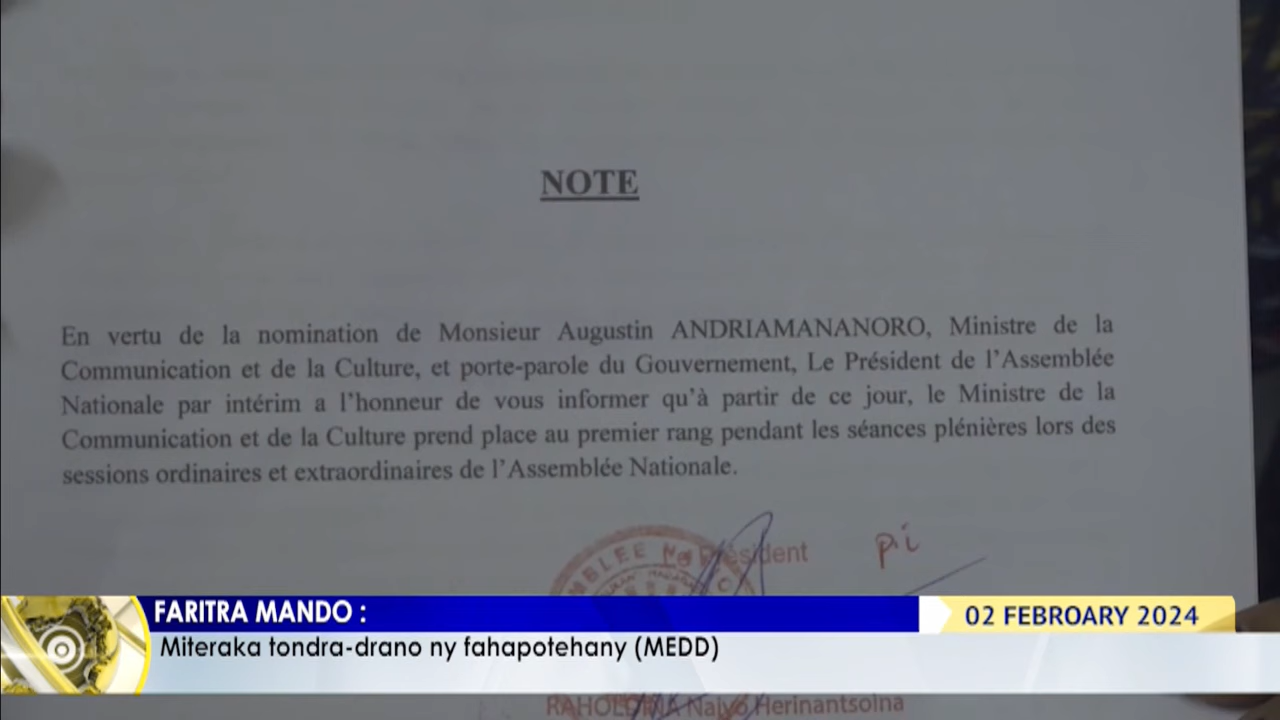 NOTE
En vertu de la nomination de Monsieur Augustin ANDRIAMANANORO, Ministre de la
Communication et de la Culture, et porte-parole du Gouvernement, Le Président de l'Assemblée
Nationale par intérim a l'honneur de vous informer qu'à partir de ce jour, le Ministre de la
Communication et de la Culture prend place au premier rang pendant les séances plénières lors des
sessions ordinaires et extraordinaires de l'Assemblée Nationale.
Président pi
FARITRA MANDO :
02 FEBROARY 2024
Miteraka tondra-drano ny fahapotehany (MEDD)
Naivo Herinantsoina